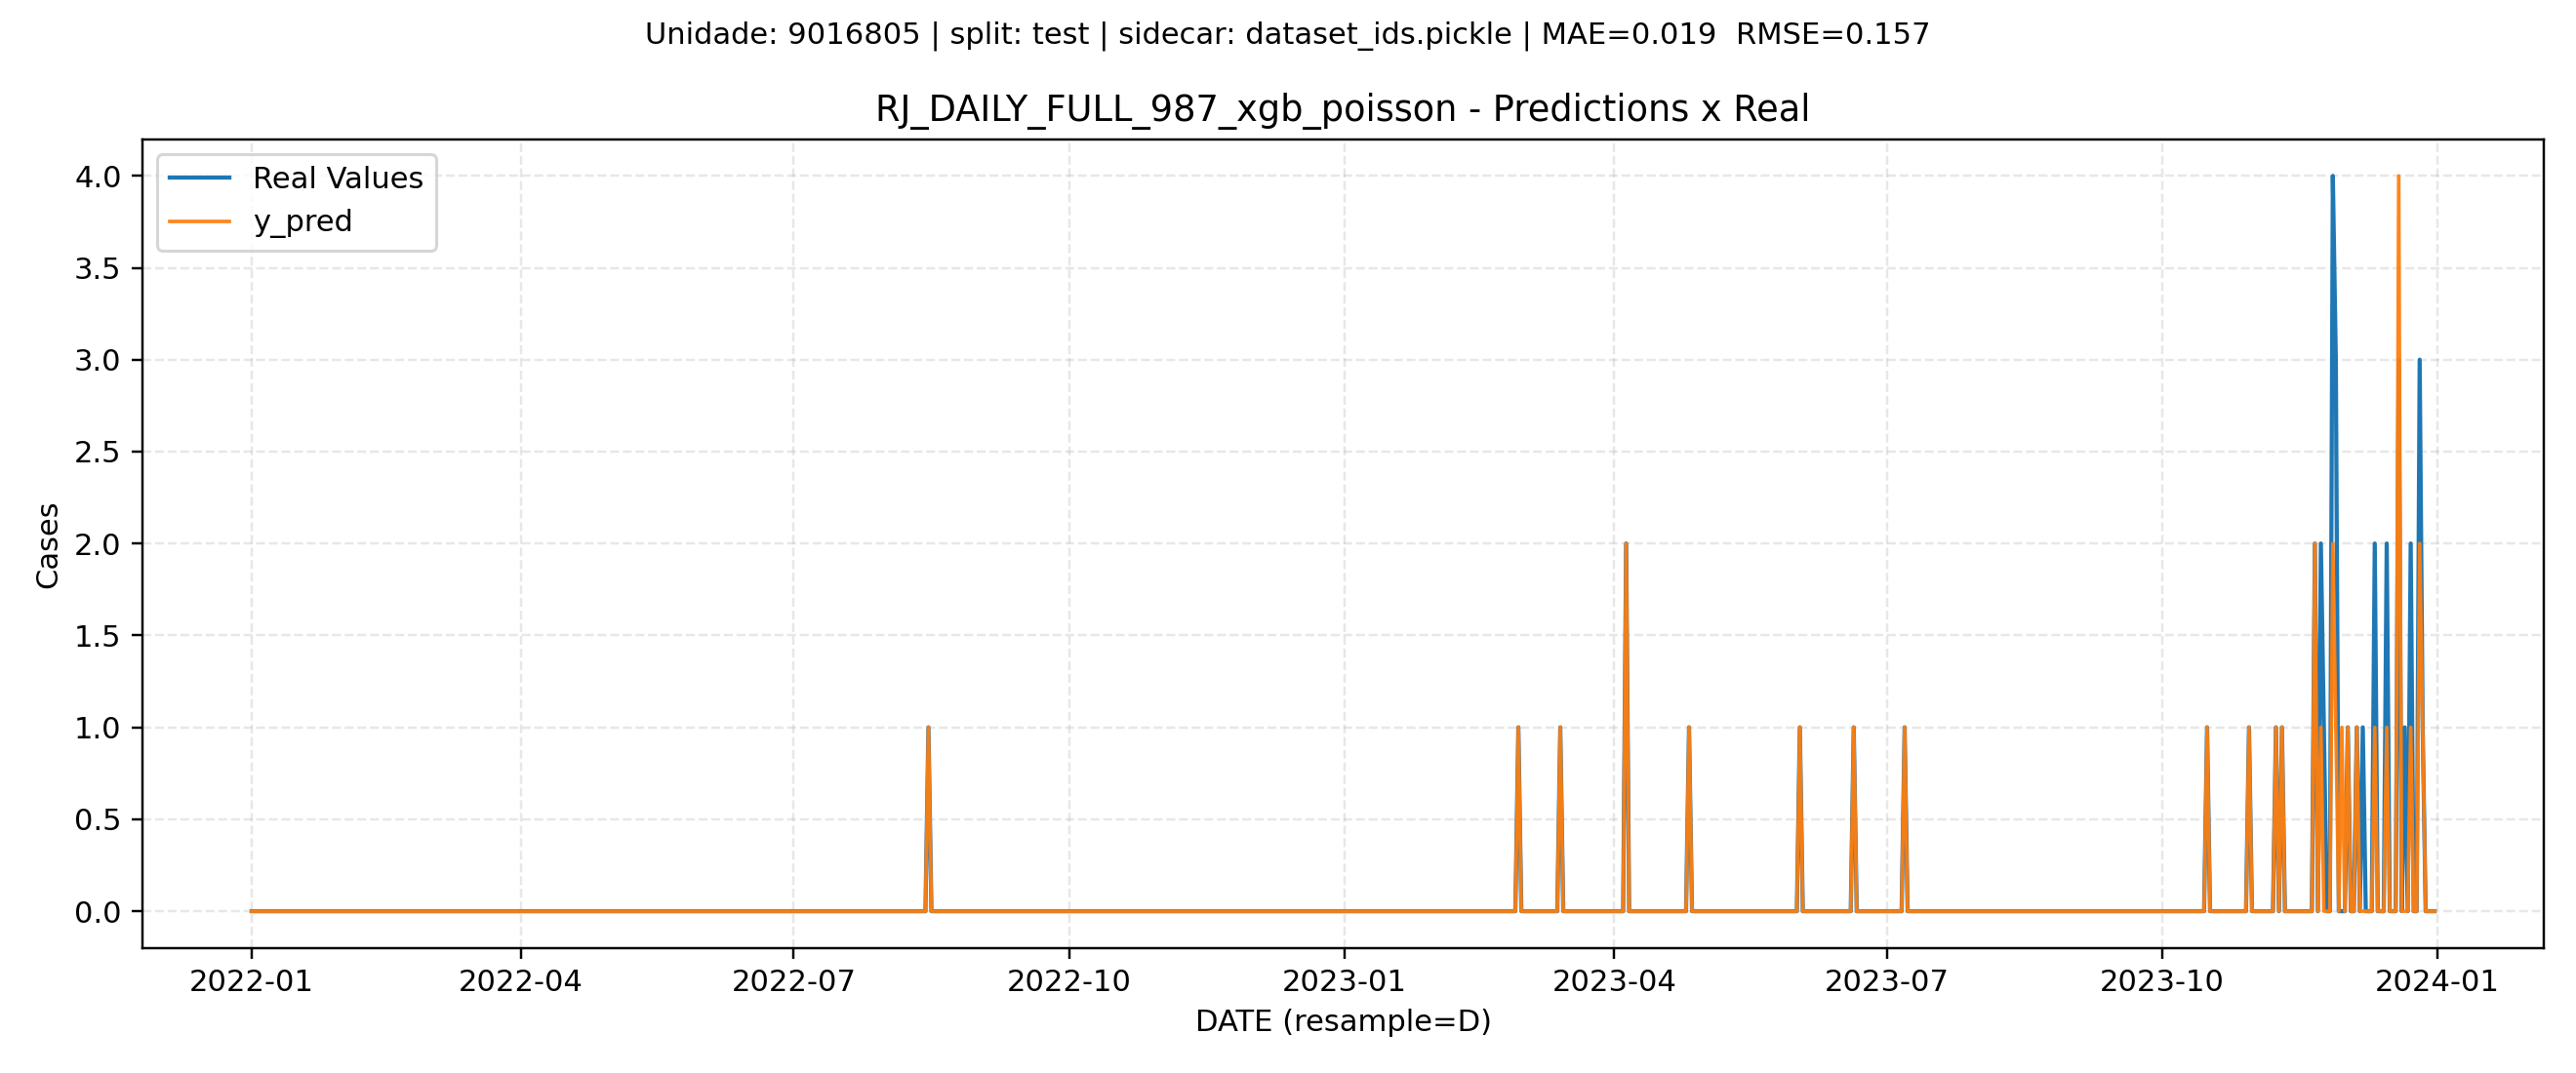 Unidade: 9016805 | split: test | sidecar: dataset_ids.pickle | MAE=0.019  RMSE=0.157
RJ_DAILY_FULL_987_xgb_poisson - Predictions x Real
Real Values
y_pred
4.0
3.5
3.0
2.5
2.0
1.5
1.0
0.5
0.0
Cases
2022-01 2022-04 2022-07 2022-10 2023-01 2023-04 2023-07 2023-10 2024-01
DATE (resample=D)